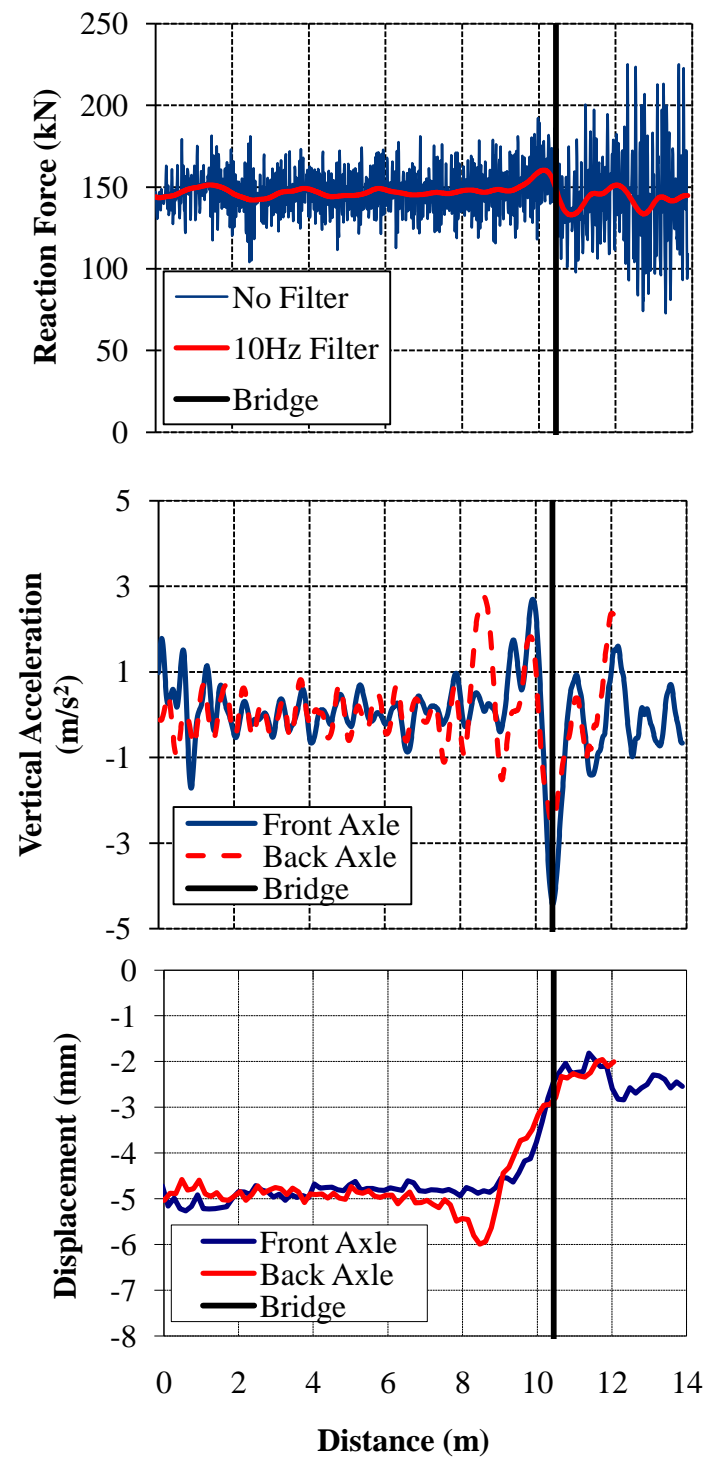 250
200
150
100
50
0
Reaction Force (kN)
No Filter
10Hz Filter
Bridge
5
3
1
-1
-3
-5
Vertical Acceleration
(m/s²)
Front Axle
Back Axle
Bridge
0
-1
-2
-3
-4
-5
-6
-7
-8
Displacement (mm)
Front Axle
Back Axle
Bridge
0 2 4 6 8 10 12 14
Distance (m)